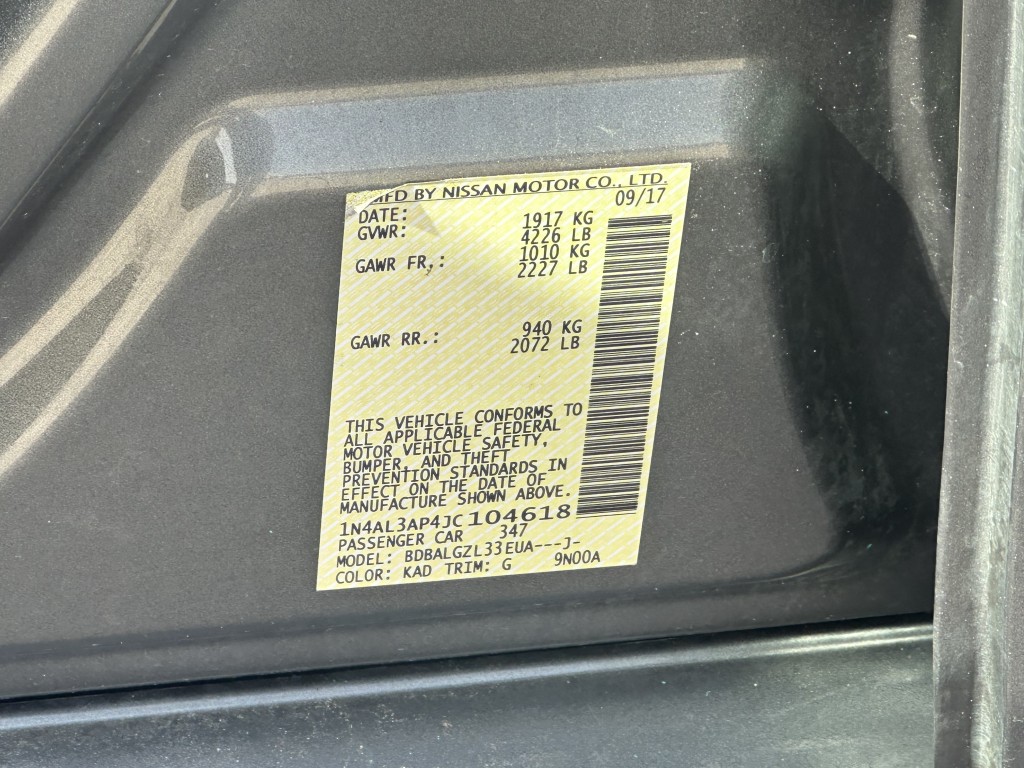 MFD BY NISSAN MOTOR CO., LTD.
DATE: 09/17
GVWR: 1917 KG
4226 LB
GAWR FR.: 1010 KG
2227 LB
GAWR RR.: 940 KG
2072 LB
THIS VEHICLE CONFORMS TO
ALL APPLICABLE FEDERAL
MOTOR VEHICLE SAFETY,
BUMPER, AND THEFT
PREVENTION STANDARDS IN
EFFECT ON THE DATE OF
MANUFACTURE SHOWN ABOVE.
1N4AL3AP4JC104618
PASSENGER CAR 347
MODEL: BDBALGZL33EUA---J-
COLOR: KAD TRIM: G 9N00A